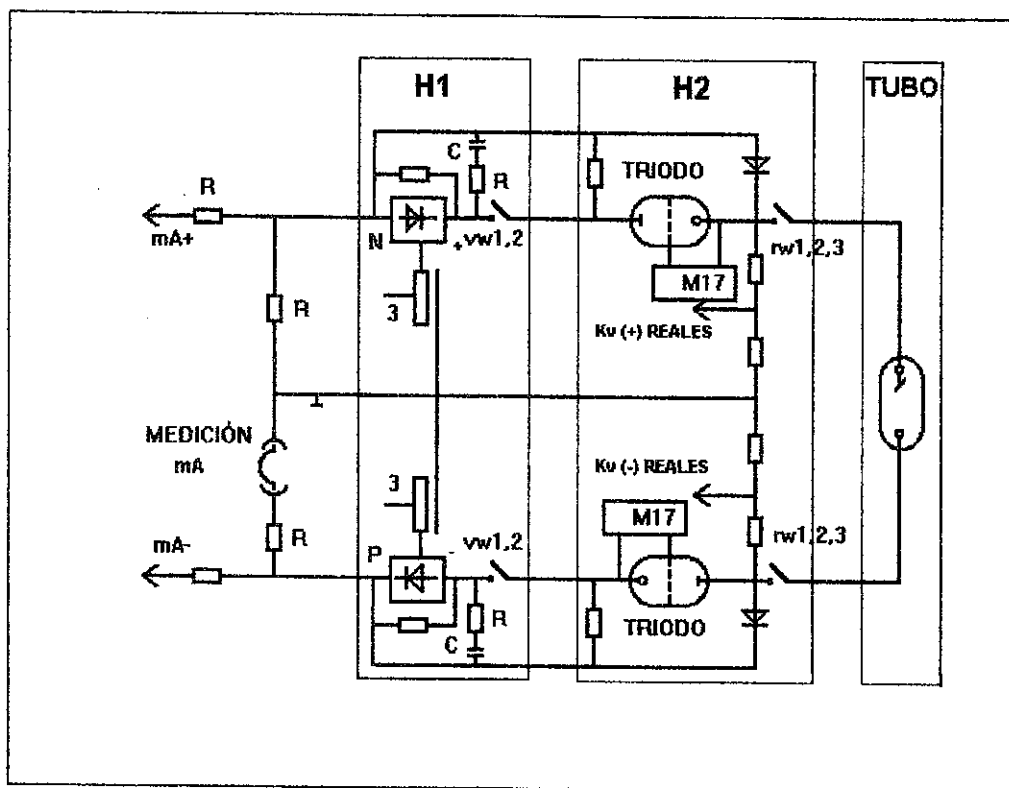 H1
H2
TUBO
C
R
TRIODO
R
mA+
N
+
vw1,2
rw1,2,3
M17
R
3
Kv (+) REALES
MEDICIÓN
mA
3
Kv (-) REALES
M17
R
mA-
P
-
vw1,2
rw1,2,3
R
C
TRIODO